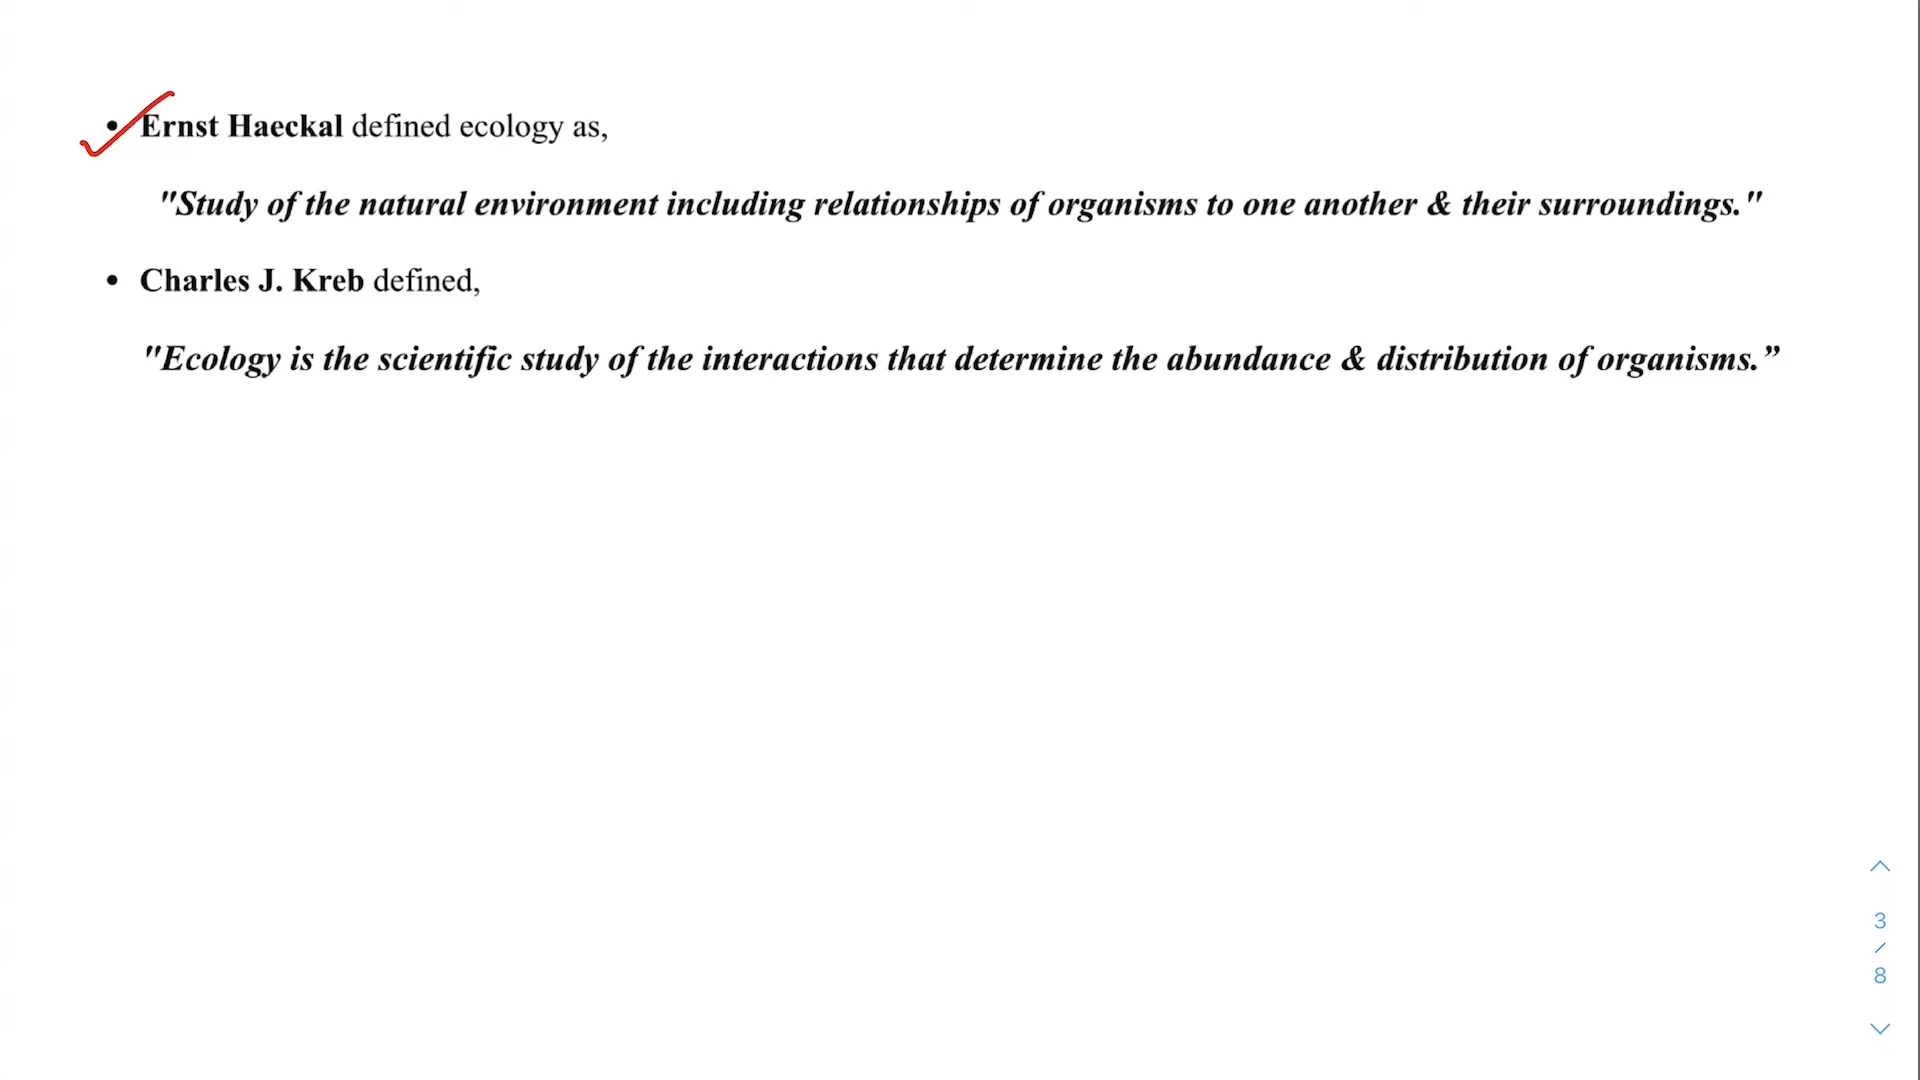 • Ernst Haeckal defined ecology as,
"Study of the natural environment including relationships of organisms to one another & their surroundings."
• Charles J. Kreb defined,
"Ecology is the scientific study of the interactions that determine the abundance & distribution of organisms.”
3
/
8